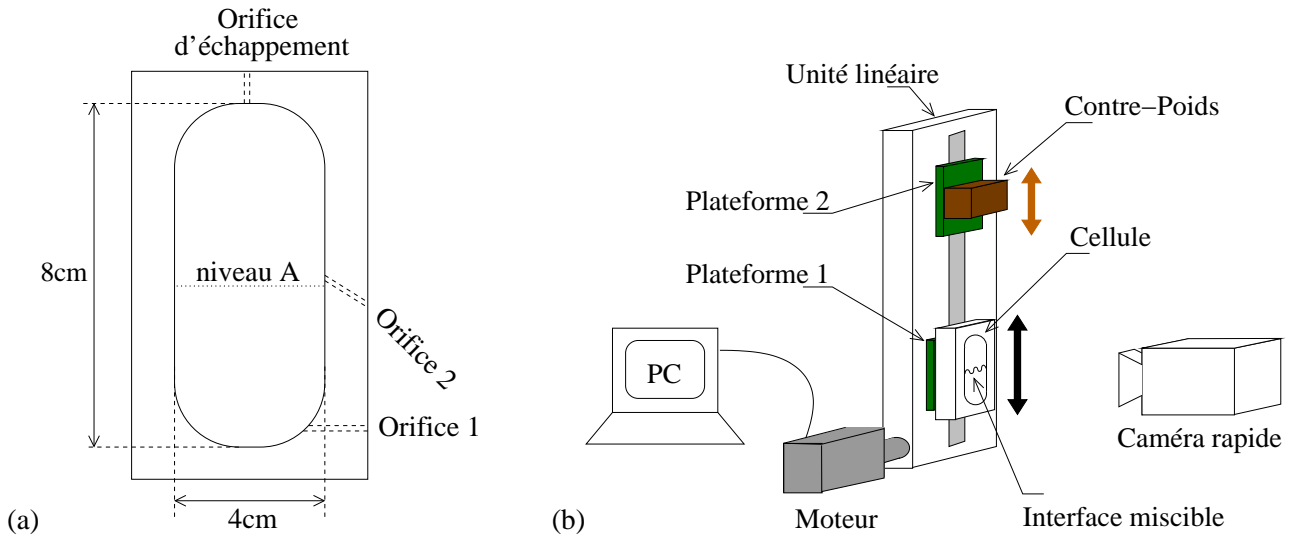 Orifice
d'échappement
8cm
niveau A
Orifice 2
Orifice 1
4cm
(a)
Unité linéaire
Contre-Poids
Plateforme 2
Cellule
Plateforme 1
PC
Caméra rapide
Moteur
Interface miscible
(b)